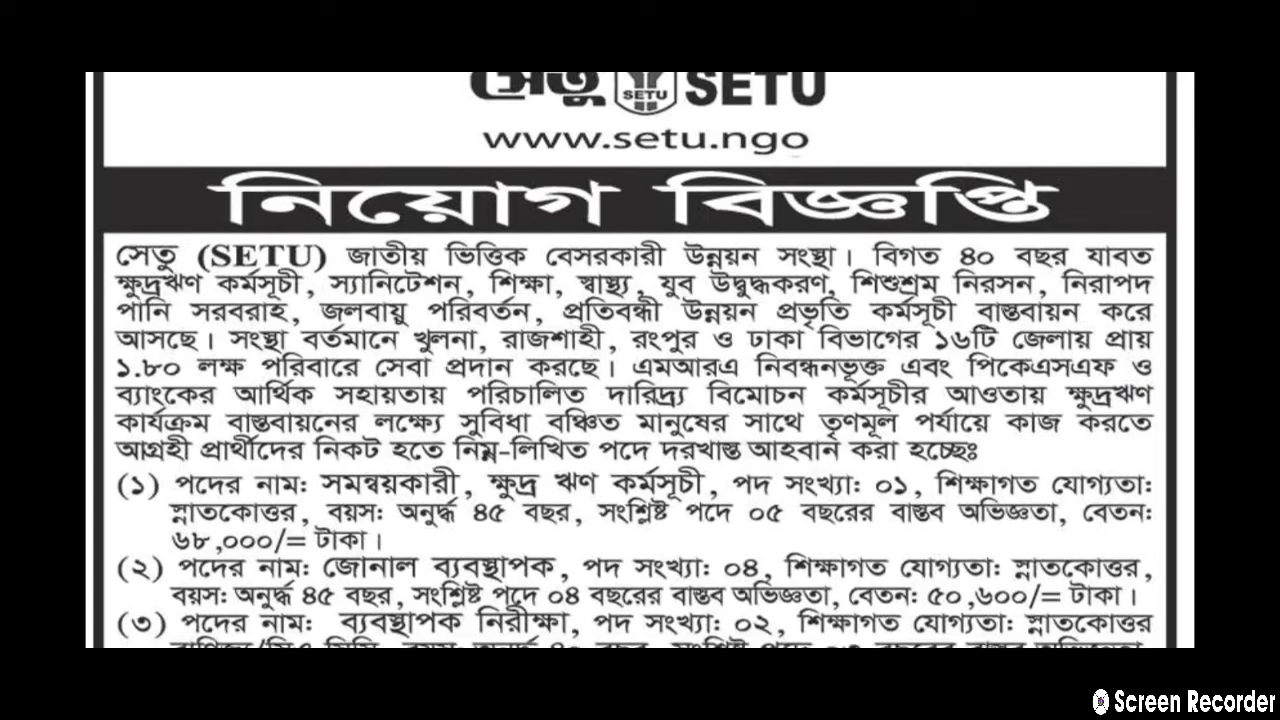 সেতু SETU SETU
www.setu.ngo
নিয়োগ বিজ্ঞপ্তি
সেতু (SETU) জাতীয় ভিত্তিক বেসরকারী উন্নয়ন সংস্থা। বিগত ৪০ বছর যাবত
ক্ষুদ্রঋণ কর্মসূচী, স্যানিটেশন, শিক্ষা, স্বাস্থ্য, যুব উদ্বুদ্ধকরণ, শিশুশ্রম নিরসন, নিরাপদ
পানি সরবরাহ, জলবায়ু পরিবর্তন, প্রতিবন্ধী উন্নয়ন প্রভৃতি কর্মসূচী বাস্তবায়ন করে
আসছে। সংস্থা বর্তমানে খুলনা, রাজশাহী, রংপুর ও ঢাকা বিভাগের ১৬টি জেলায় প্রায়
১.৮০ লক্ষ পরিবারে সেবা প্রদান করছে। এমআরএ নিবন্ধনভূক্ত এবং পিকেএসএফ ও
ব্যাংকের আর্থিক সহায়তায় পরিচালিত দারিদ্র্য বিমোচন কর্মসূচীর আওতায় ক্ষুদ্রঋণ
কার্যক্রম বাস্তবায়নের লক্ষ্যে সুবিধা বঞ্চিত মানুষের সাথে তৃণমূল পর্যায়ে কাজ করতে
আগ্রহী প্রার্থীদের নিকট হতে নিম্ন-লিখিত পদে দরখাস্ত আহবান করা হচ্ছেঃ
(১) পদের নাম: সমন্বয়কারী, ক্ষুদ্র ঋণ কর্মসূচী, পদ সংখ্যা: ০১, শিক্ষাগত যোগ্যতা:
স্নাতকোত্তর, বয়স: অনুর্দ্ধ ৪৫ বছর, সংশ্লিষ্ট পদে ০৫ বছরের বাস্তব অভিজ্ঞতা, বেতন:
৬৮,০০০/= টাকা।
(২) পদের নাম: জোনাল ব্যবস্থাপক, পদ সংখ্যা: ০৪, শিক্ষাগত যোগ্যতা: স্নাতকোত্তর,
বয়স: অনুর্দ্ধ ৪৫ বছর, সংশ্লিষ্ট পদে ০৪ বছরের বাস্তব অভিজ্ঞতা, বেতন: ৫০,৬০০/= টাকা।
(৩) পদের নাম: ব্যবস্থাপক নিরীক্ষা, পদ সংখ্যা: ০২, শিক্ষাগত যোগ্যতা: স্নাতকোত্তর
Screen Recorder